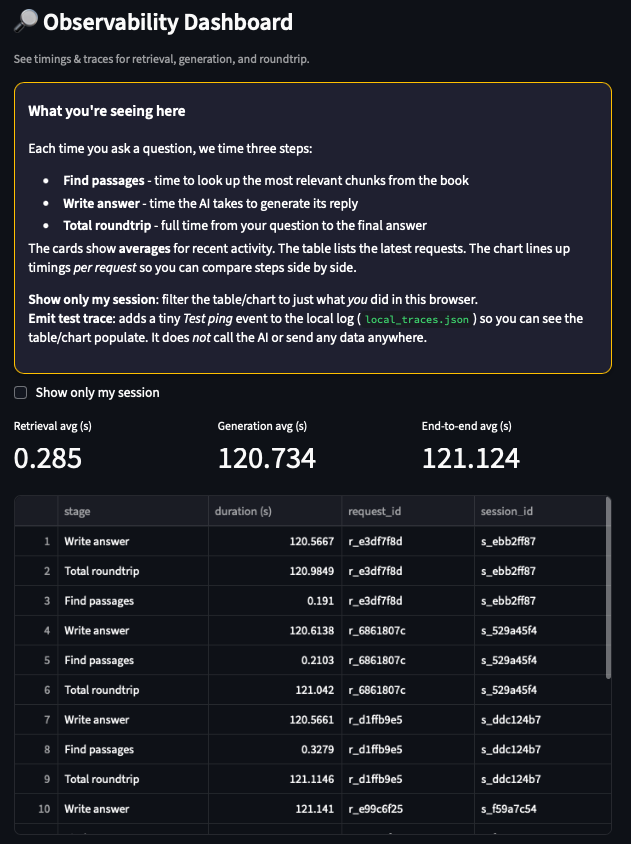 🔎 Observability Dashboard
See timings & traces for retrieval, generation, and roundtrip.
What you're seeing here
Each time you ask a question, we time three steps:
• Find passages - time to look up the most relevant chunks from the book
• Write answer - time the AI takes to generate its reply
• Total roundtrip - full time from your question to the final answer
The cards show averages for recent activity. The table lists the latest requests. The chart lines up
timings per request so you can compare steps side by side.
Show only my session: filter the table/chart to just what you did in this browser.
Emit test trace: adds a tiny Test ping event to the local log ( local_traces.json ) so you can see the
table/chart populate. It does not call the AI or send any data anywhere.
Show only my session
Retrieval avg (s) Generation avg (s) End-to-end avg (s)
0.285 120.734 121.124
stage duration (s) request_id session_id
1 Write answer 120.5667 r_e3df7f8d s_ebb2ff87
2 Total roundtrip 120.9849 r_e3df7f8d s_ebb2ff87
3 Find passages 0.191 r_e3df7f8d s_ebb2ff87
4 Write answer 120.6138 r_6861807c s_529a45f4
5 Find passages 0.2103 r_6861807c s_529a45f4
6 Total roundtrip 121.042 r_6861807c s_529a45f4
7 Write answer 120.5661 r_d1ffb9e5 s_ddc124b7
8 Find passages 0.3279 r_d1ffb9e5 s_ddc124b7
9 Total roundtrip 121.1146 r_d1ffb9e5 s_ddc124b7
10 Write answer 121.141 r_e99c6f25 s_f59a7c54